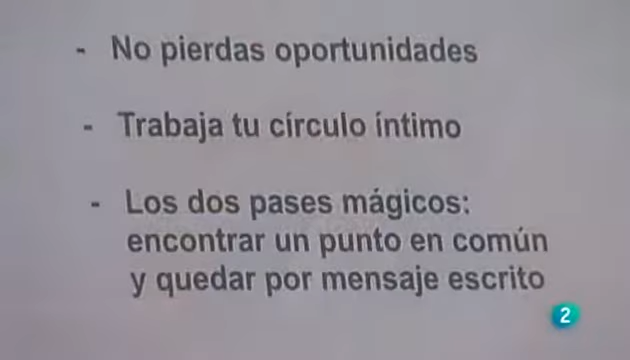 - No pierdas oportunidades
- Trabaja tu círculo íntimo
- Los dos pases mágicos:
encontrar un punto en común
y quedar por mensaje escrito
2